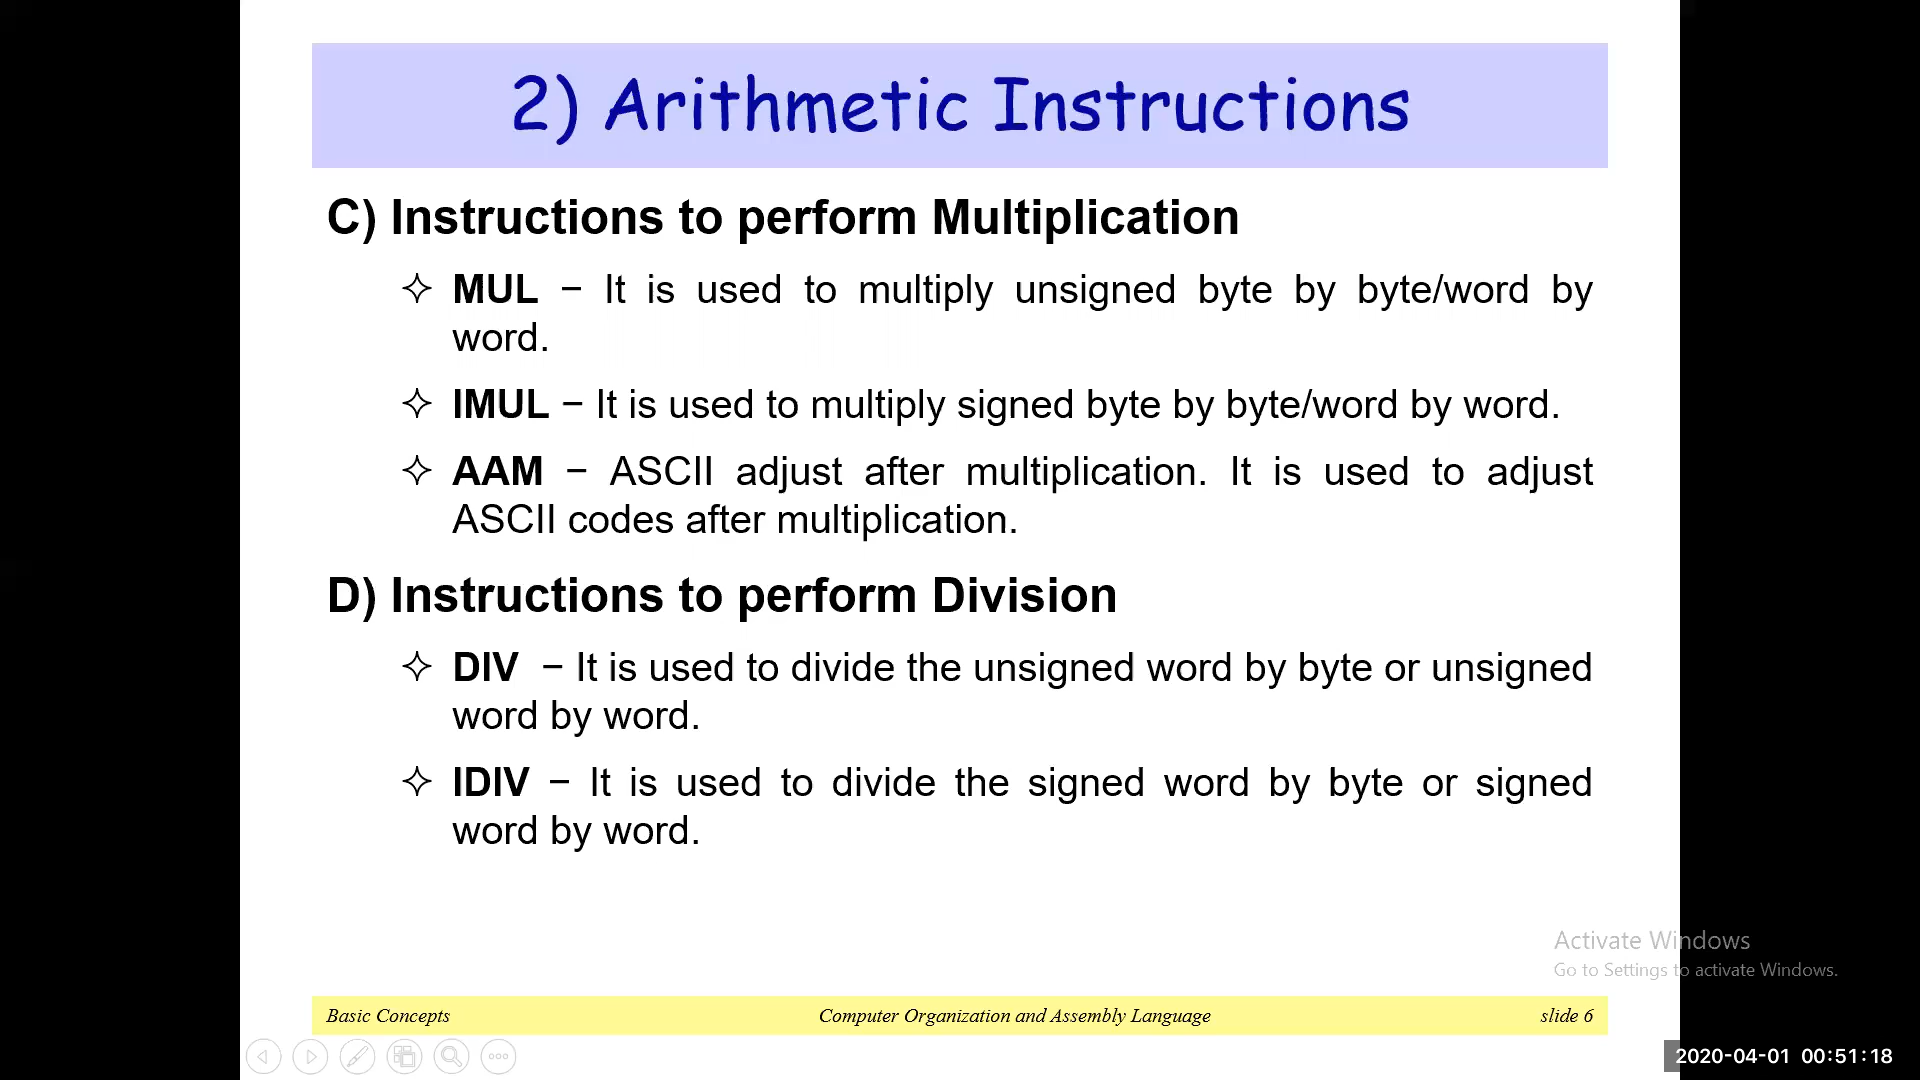 2) Arithmetic Instructions
C) Instructions to perform Multiplication
MUL − It is used to multiply unsigned byte by byte/word by
word.
IMUL − It is used to multiply signed byte by byte/word by word.
AAM − ASCII adjust after multiplication. It is used to adjust
ASCII codes after multiplication.
D) Instructions to perform Division
DIV − It is used to divide the unsigned word by byte or unsigned
word by word.
IDIV − It is used to divide the signed word by byte or signed
word by word.
Activate Windows
Go to Settings to activate Windows.
Basic Concepts Computer Organization and Assembly Language slide 6
2020-04-01 00:51:18